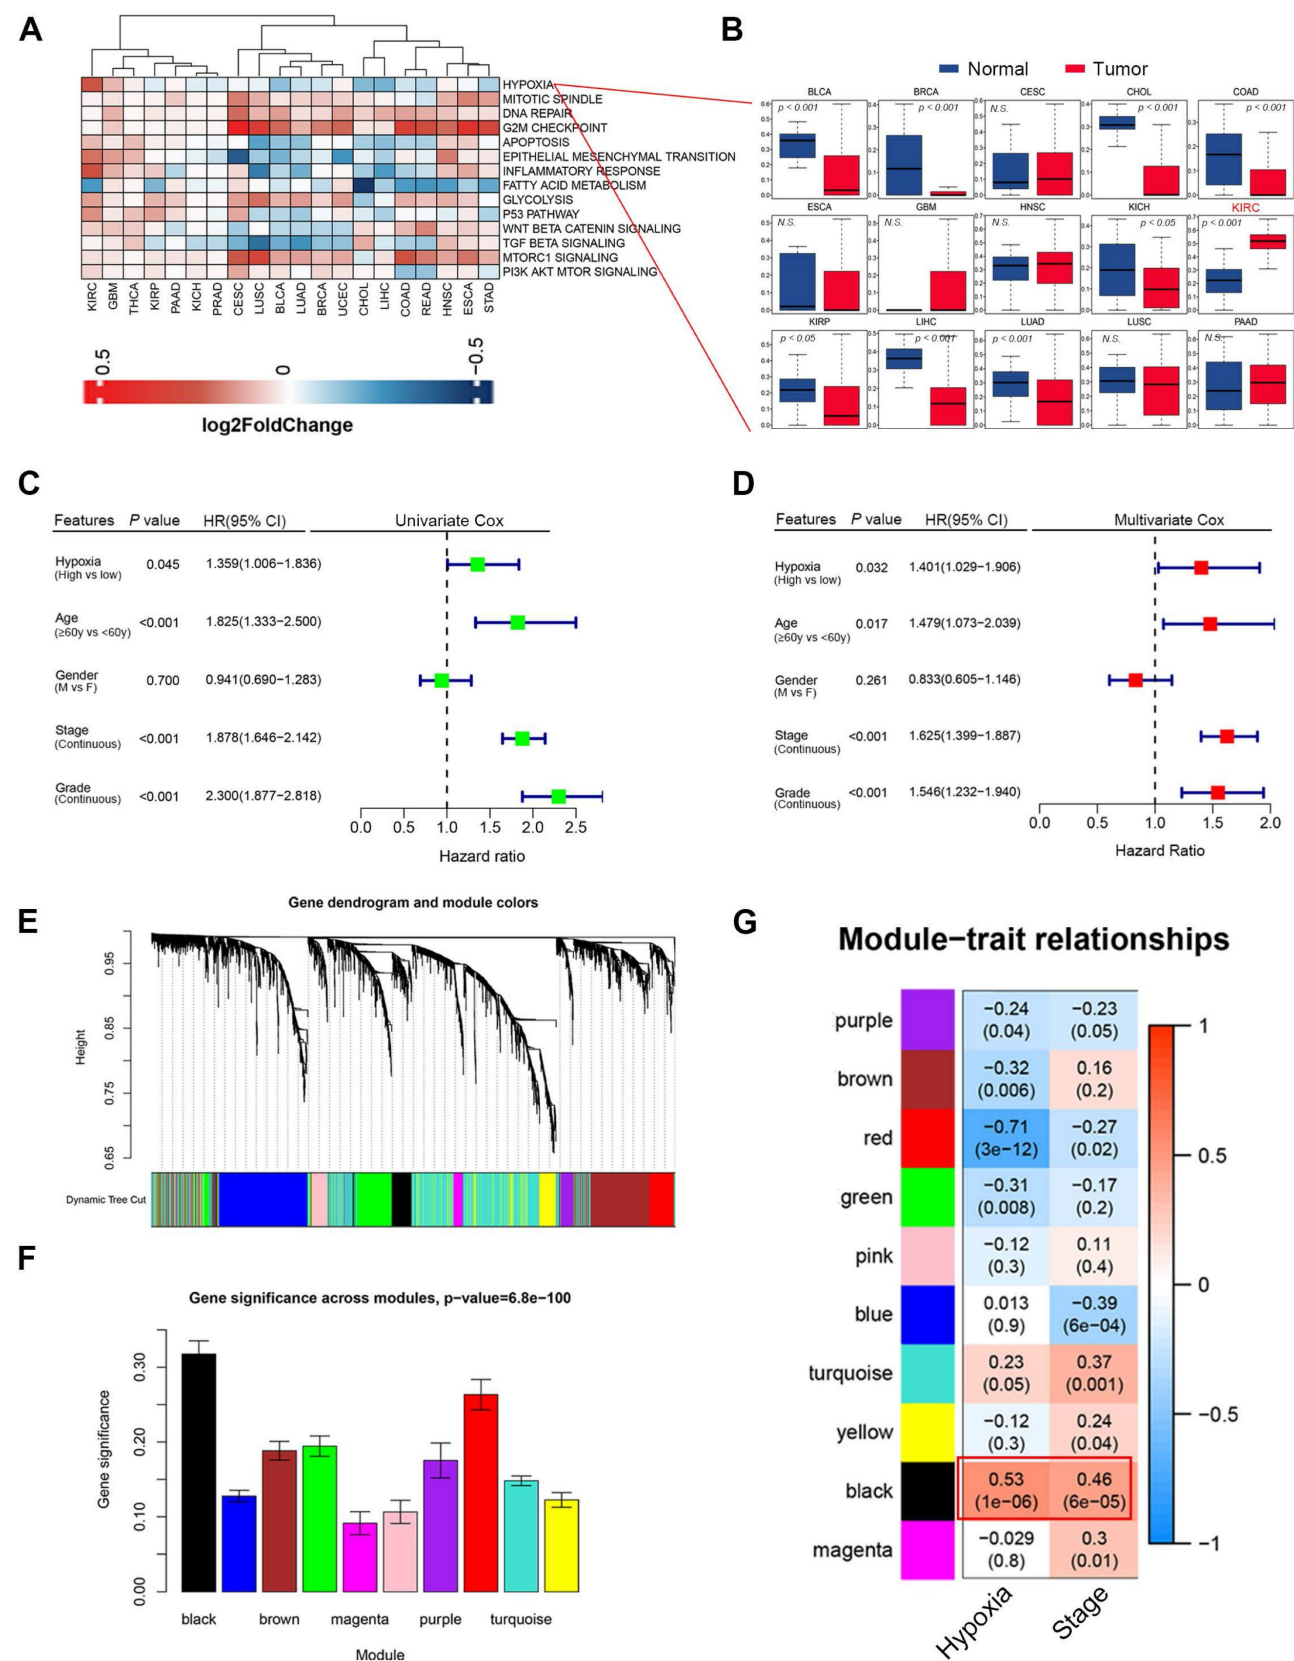 A
HYPOXIA
MITOTIC SPINDLE
DNA REPAIR
G2M CHECKPOINT
APOPTOSIS
EPITHELIAL MESENCHYMAL TRANSITION
INFLAMMATORY RESPONSE
FATTY ACID METABOLISM
GLYCOLYSIS
P53 PATHWAY
WNT BETA CATENIN SIGNALING
TGF BETA SIGNALING
MTORC1 SIGNALING
PI3K AKT MTOR SIGNALING
KIRC GBM THCA KIRP PAAD KICH PRAD CESC LUSC BLCA LUAD BRCA UCEC CHOL LIHC COAD READ HNSC ESCA STAD
0.5 0 −0.5
log2FoldChange
B
Normal Tumor
BLCA BRCA CESC CHOL COAD
p < 0.001 p < 0.001 N.S. p < 0.001 p < 0.001
ESCA GBM HNSC KICH KIRC
N.S. N.S. N.S. p < 0.05 p < 0.001
KIRP LIHC LUAD LUSC PAAD
p < 0.05 p < 0.001 p < 0.001 N.S. N.S.
C
Features P value HR(95% CI) Univariate Cox
Hypoxia
(High vs low) 0.045 1.359(1.006−1.836)
Age
(≥60y vs <60y) <0.001 1.825(1.333−2.500)
Gender
(M vs F) 0.700 0.941(0.690−1.283)
Stage
(Continuous) <0.001 1.878(1.646−2.142)
Grade
(Continuous) <0.001 2.300(1.877−2.818)
0.0 0.5 1.0 1.5 2.0 2.5
Hazard ratio
D
Features P value HR(95% CI) Multivariate Cox
Hypoxia
(High vs low) 0.032 1.401(1.029−1.906)
Age
(≥60y vs <60y) 0.017 1.479(1.073−2.039)
Gender
(M vs F) 0.261 0.833(0.605−1.146)
Stage
(Continuous) <0.001 1.625(1.399−1.887)
Grade
(Continuous) <0.001 1.546(1.232−1.940)
0.0 0.5 1.0 1.5 2.0
Hazard Ratio
E
Gene dendrogram and module colors
Height
0.95
0.85
0.75
0.65
Dynamic Tree Cut
F
Gene significance across modules, p−value=6.8e−100
Gene significance
0.30
0.20
0.10
0.00
black brown magenta purple turquoise
Module
G
Module−trait relationships
purple −0.24 −0.23
(0.04) (0.05)
brown −0.32 0.16
(0.006) (0.2)
red −0.71 −0.27
(3e−12) (0.02)
green −0.31 −0.17
(0.008) (0.2)
pink −0.12 0.11
(0.3) (0.4)
blue 0.013 −0.39
(0.9) (6e−04)
turquoise 0.23 0.37
(0.05) (0.001)
yellow −0.12 0.24
(0.3) (0.04)
black 0.53 0.46
(1e−06) (6e−05)
magenta −0.029 0.3
(0.8) (0.01)
Hypoxia Stage
1
0.5
0
−0.5
−1